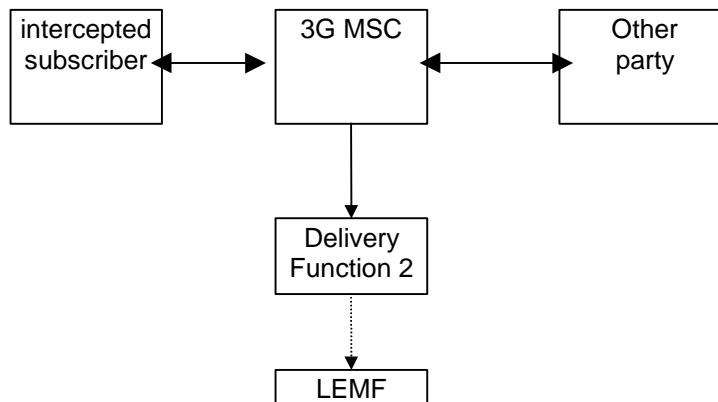 intercepted
subscriber
3G MSC
Other
party
Delivery
Function 2
LEMF